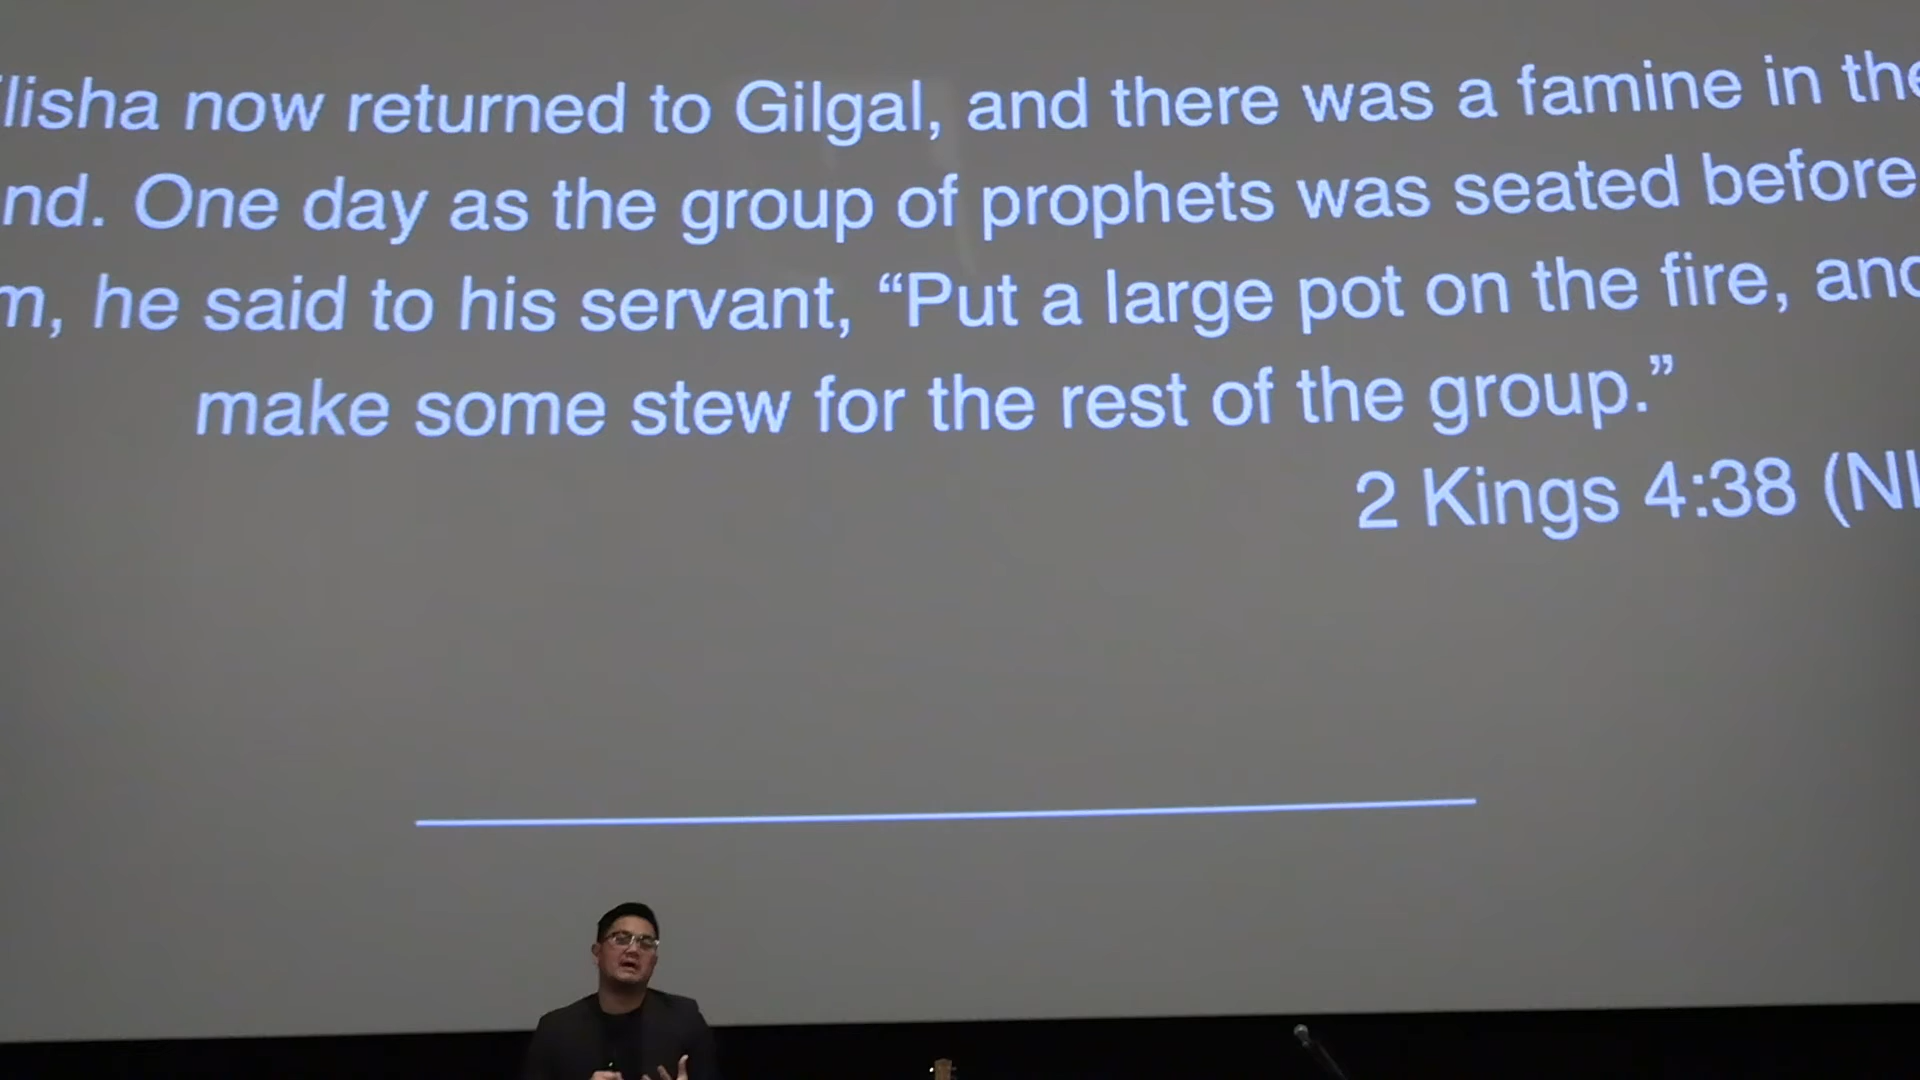 lisha now returned to Gilgal, and there was a famine in the
nd. One day as the group of prophets was seated before
m, he said to his servant, “Put a large pot on the fire, and
make some stew for the rest of the group.”
2 Kings 4:38 (NI